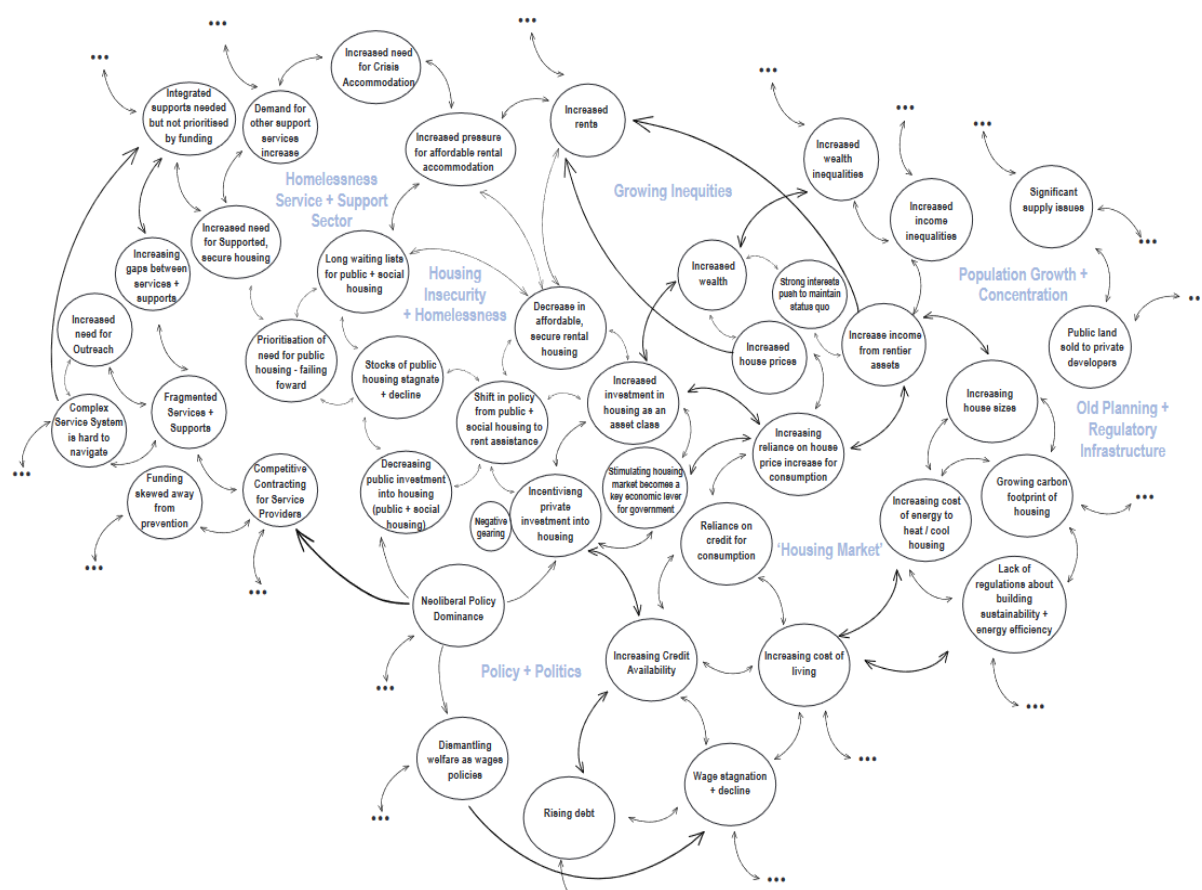 Increased need
for Crisis
Accommodation
Integrated
supports needed
but not prioritised
by funding
Demand for
other support
services
increase
Increased
rents
Increased pressure
for affordable rental
accommodation
Increased
wealth
inequalities
Homelessness
Service + Support
Sector
Growing Inequities
Increased
income
inequalities
Significant
supply issues
Increased need
for Supported,
secure housing
Increasing
gaps between
services +
supports
Long waiting lists
for public + social
housing
Housing
Insecurity
+ Homelessness
Increased
wealth
Strong interests
push to maintain
status quo
Population Growth +
Concentration
Increased
need for
Outreach
Prioritisation of
need for public
housing - failing
foward
Decrease in
affordable,
secure rental
housing
Increased
house prices
Increase income
from rentier
assets
Public land
sold to private
developers
Stocks of public
housing stagnate
+ decline
Complex
Service System
is hard to
navigate
Fragmented
Services +
Supports
Shift in policy
from public +
social housing to
rent assistance
Increased
investment in
housing as an
asset class
Increasing
reliance on house
price increase for
consumption
Increasing
house sizes
Old Planning +
Regulatory
Infrastructure
Funding
skewed away
from
prevention
Competitive
Contracting
for Service
Providers
Decreasing
public investment
into housing
(public + social
housing)
Negative
gearing
Incentivising
private
investment into
housing
Stimulating housing
market becomes a
key economic lever
for government
Reliance on
credit for
consumption
'Housing Market'
Increasing cost
of energy to
heat / cool
housing
Growing carbon
footprint of
housing
Lack of
regulations about
building
sustainability +
energy efficiency
Neoliberal Policy
Dominance
Policy + Politics
Increasing Credit
Availability
Increasing cost of
living
Dismantling
welfare as wages
policies
Rising debt
Wage stagnation
+ decline